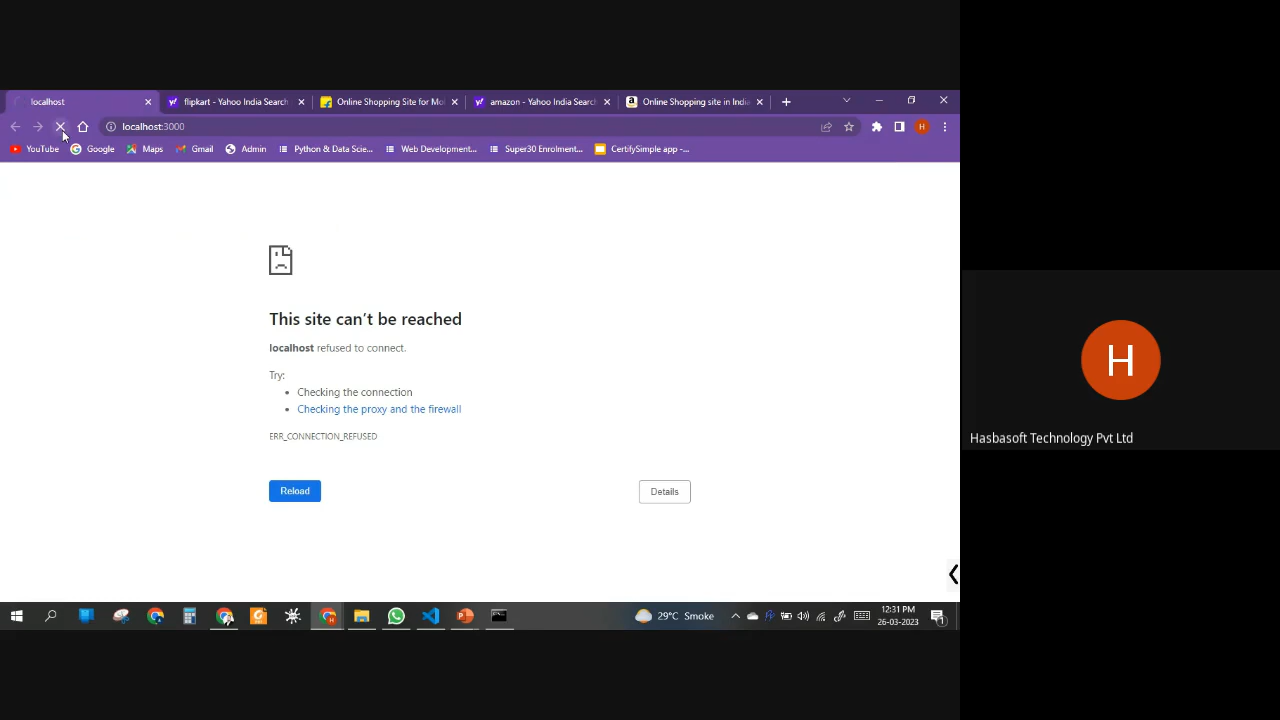 localhost
flipkart - Yahoo India Search
Online Shopping Site for Mo
amazon - Yahoo India Search
Online Shopping site in India
localhost:3000
H
YouTube
Google
Maps
Gmail
Admin
Python & Data Scie...
Web Development...
Super30 Enrolment...
CertifySimple app -...
This site can't be reached
localhost refused to connect.
Try:
• Checking the connection
• Checking the proxy and the firewall
ERR_CONNECTION_REFUSED
Reload
Details
H
Hasbasoft Technology Pvt Ltd
29°C Smoke
12:31 PM
26-03-2023
1